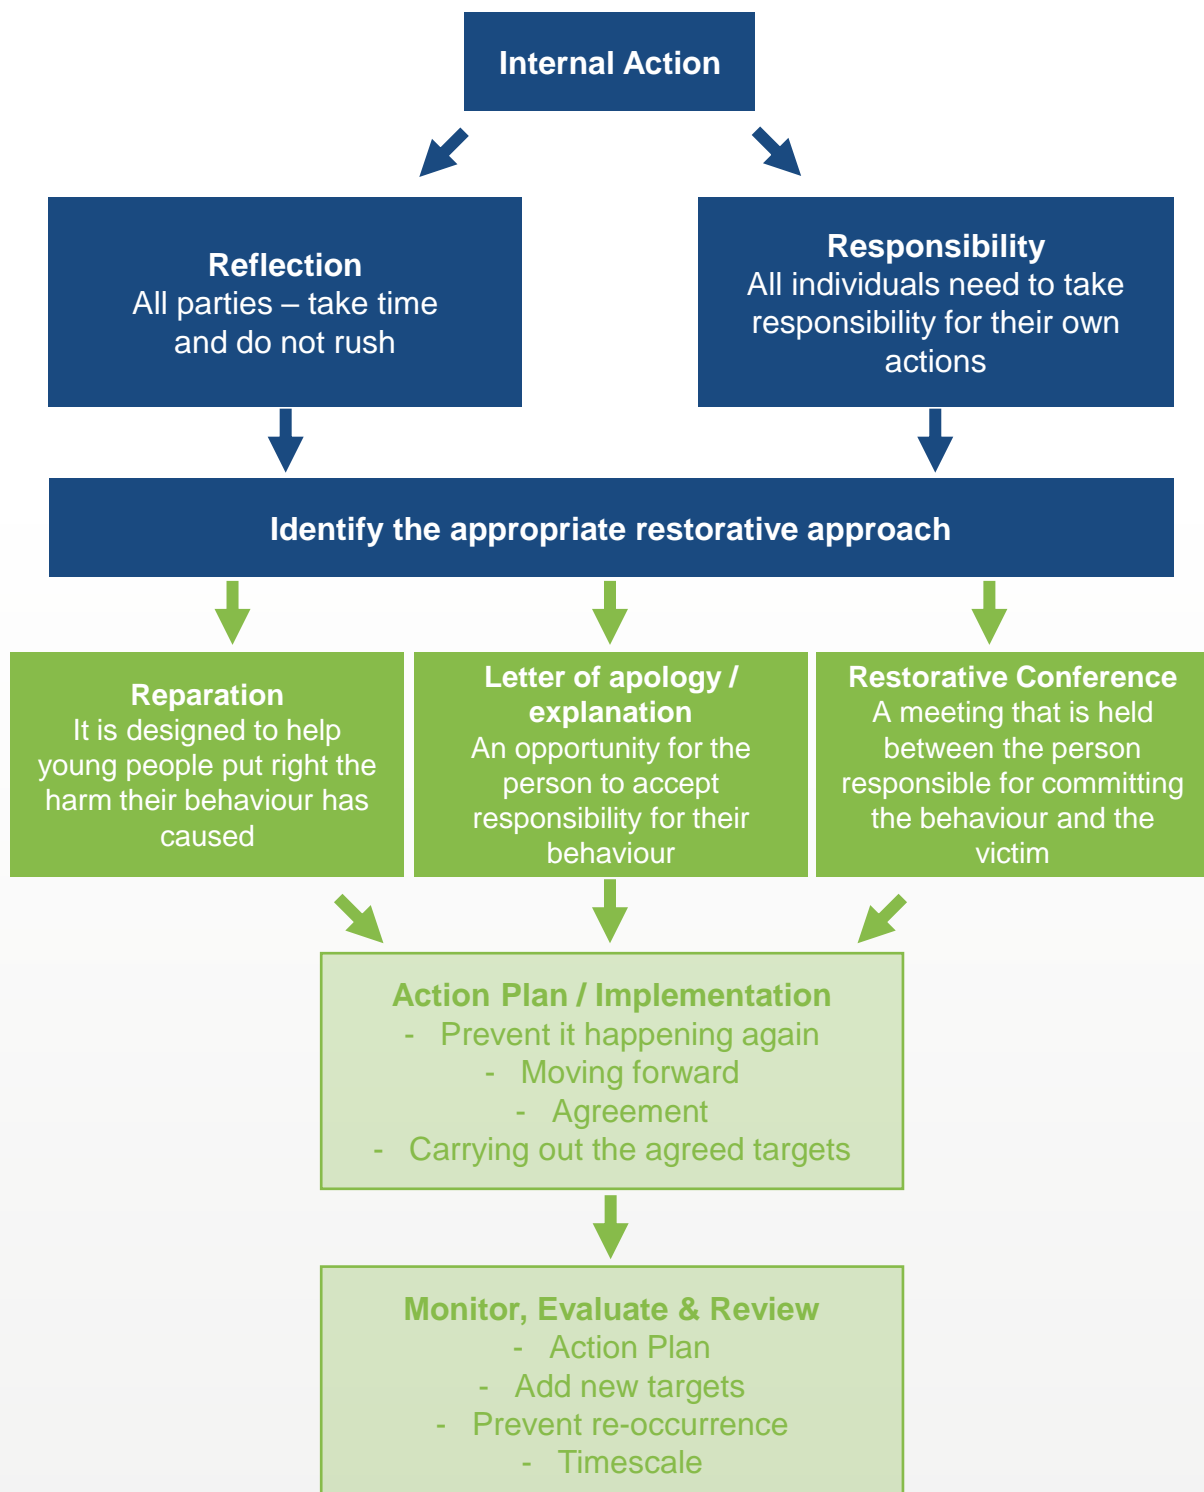 Internal Action
Reflection
All parties – take time
and do not rush
Responsibility
All individuals need to take
responsibility for their own
actions
Identify the appropriate restorative approach
Reparation
It is designed to help
young people put right the
harm their behaviour has
caused
Letter of apology /
explanation
An opportunity for the
person to accept
responsibility for their
behaviour
Restorative Conference
A meeting that is held
between the person
responsible for committing
the behaviour and the
victim
Action Plan / Implementation
- Prevent it happening again
- Moving forward
- Agreement
- Carrying out the agreed targets
Monitor, Evaluate & Review
- Action Plan
- Add new targets
- Prevent re-occurrence
- Timescale